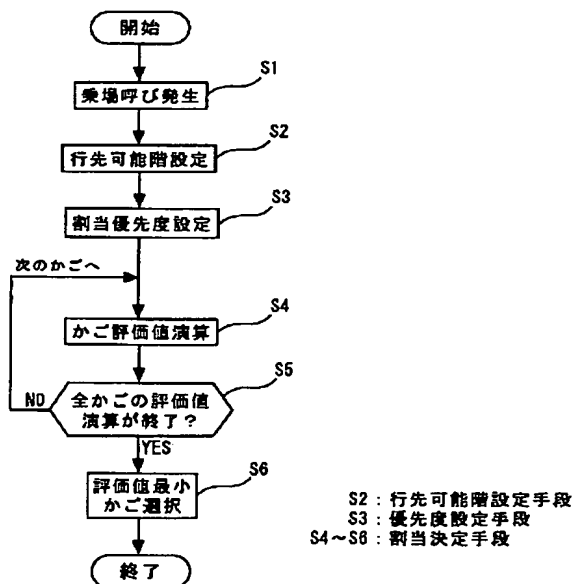 開始
S1
乗場呼び発生
S2
行先可能階設定
S3
割当優先度設定
次のかごへ
S4
かご評価値演算
S5
全かごの評価値
演算が終了？
NO
YES
S6
評価値最小
かご選択
終了
S2：行先可能階設定手段
S3：優先度設定手段
S4～S6：割当決定手段